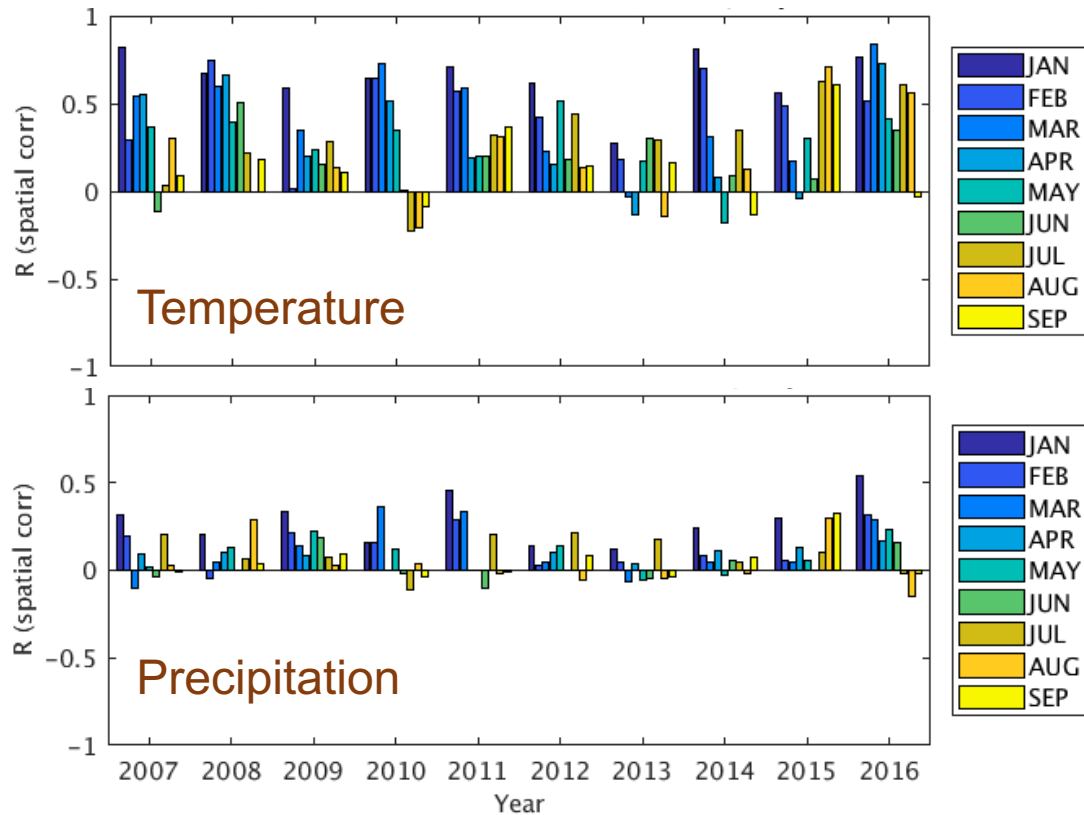 1
0.5
0
-0.5
-1
R (spatial corr)
Temperature
JAN
FEB
MAR
APR
MAY
JUN
JUL
AUG
SEP
1
0.5
0
-0.5
-1
R (spatial corr)
Precipitation
JAN
FEB
MAR
APR
MAY
JUN
JUL
AUG
SEP
2007 2008 2009 2010 2011 2012 2013 2014 2015 2016
Year